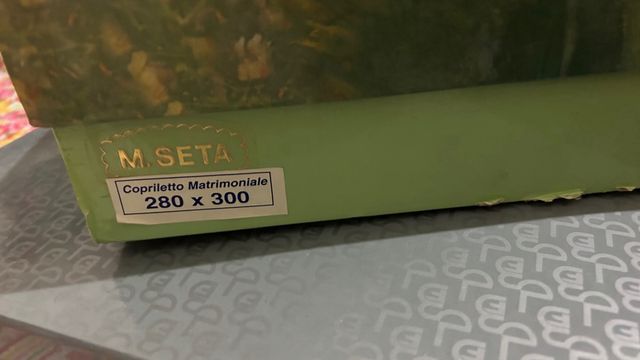 M. SETA
Copriletto Matrimoniale
280 x 300